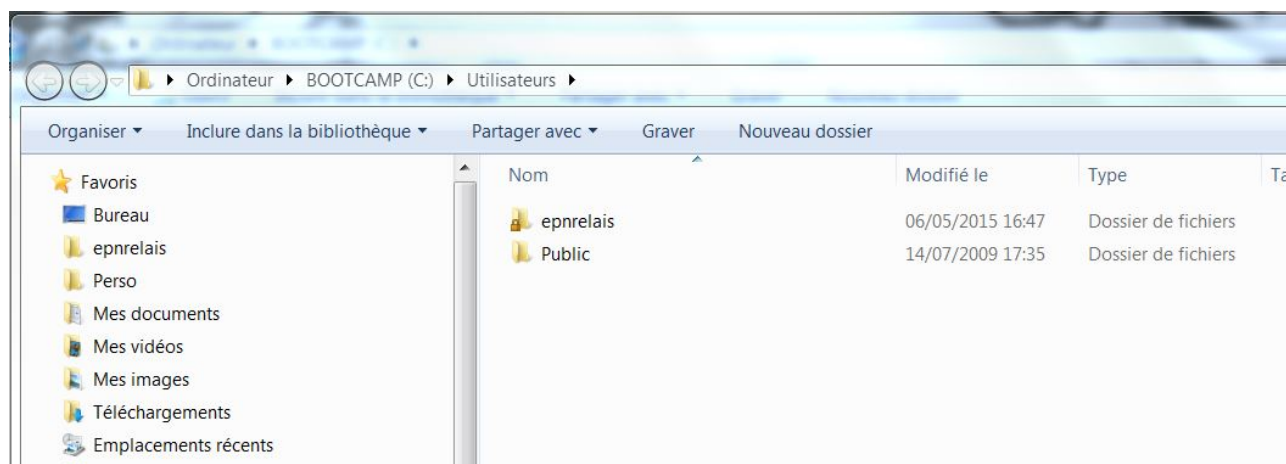 Ordinateur BOOTCAMP (C:) Utilisateurs
Organiser Inclure dans la bibliothèque Partager avec Graver Nouveau dossier
Favoris
Bureau
epnrelais
Perso
Mes documents
Mes vidéos
Mes images
Téléchargements
Emplacements récents
Nom Modifié le Type
epnrelais 06/05/2015 16:47 Dossier de fichiers
Public 14/07/2009 17:35 Dossier de fichiers